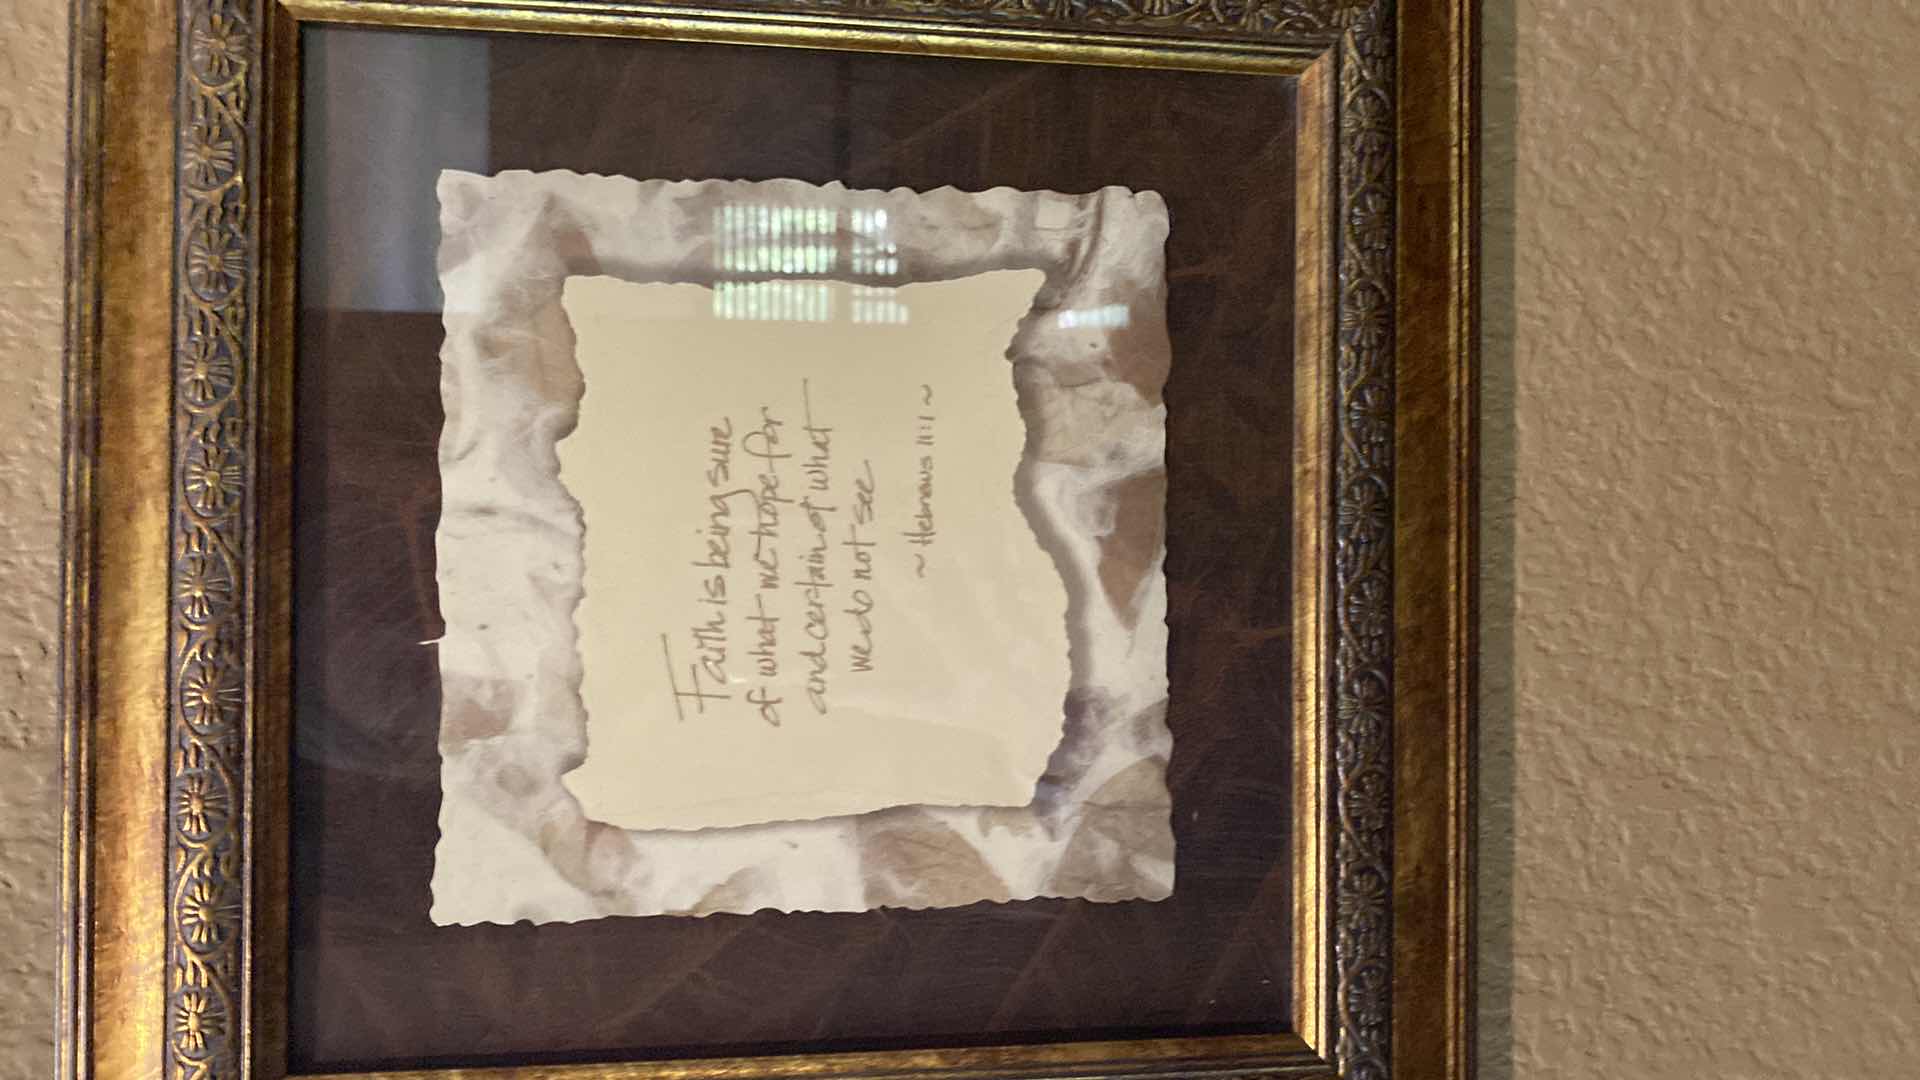 Faith is being sure
of what we hope for
and certain of what
we do not see
~ Hebrews 11:1 ~